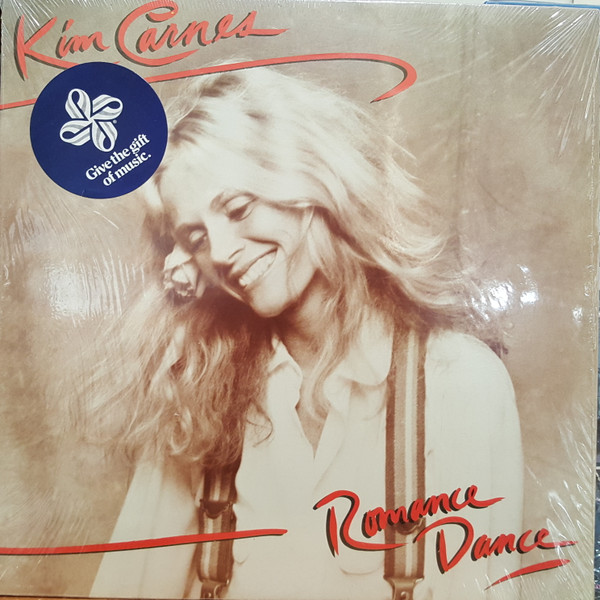 Kim Carnes
Give the gift
of music.
Romance
Dance